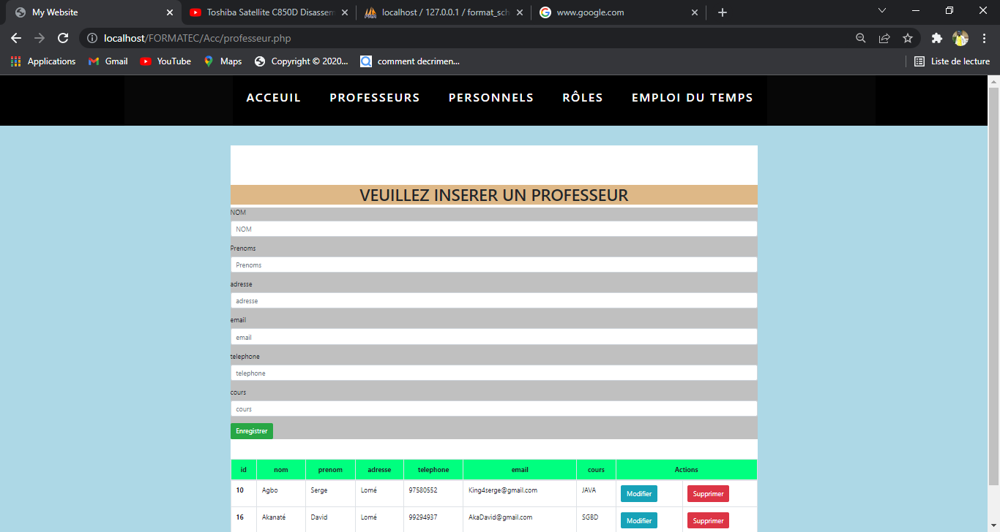 My Website
Toshiba Satellite C850D Disassem
localhost / 127.0.0.1 / format_sch
www.google.com
localhost/FORMATEC/Acc/professeur.php
Applications
Gmail
YouTube
Maps
Copyright © 2020...
comment decrimen...
Liste de lecture
ACCEUIL
PROFESSEURS
PERSONNELS
RÔLES
EMPLOI DU TEMPS
VEUILLEZ INSERER UN PROFESSEUR
NOM
NOM
Prenoms
Prenoms
adresse
adresse
email
email
telephone
telephone
cours
cours
Enregistrer
id nom prenom adresse telephone email cours Actions
10 Agbo Serge Lomé 97580552 King4serge@gmail.com JAVA Modifier Supprimer
16 Akanaté David Lomé 99294937 AkaDavid@gmail.com SGBD Modifier Supprimer